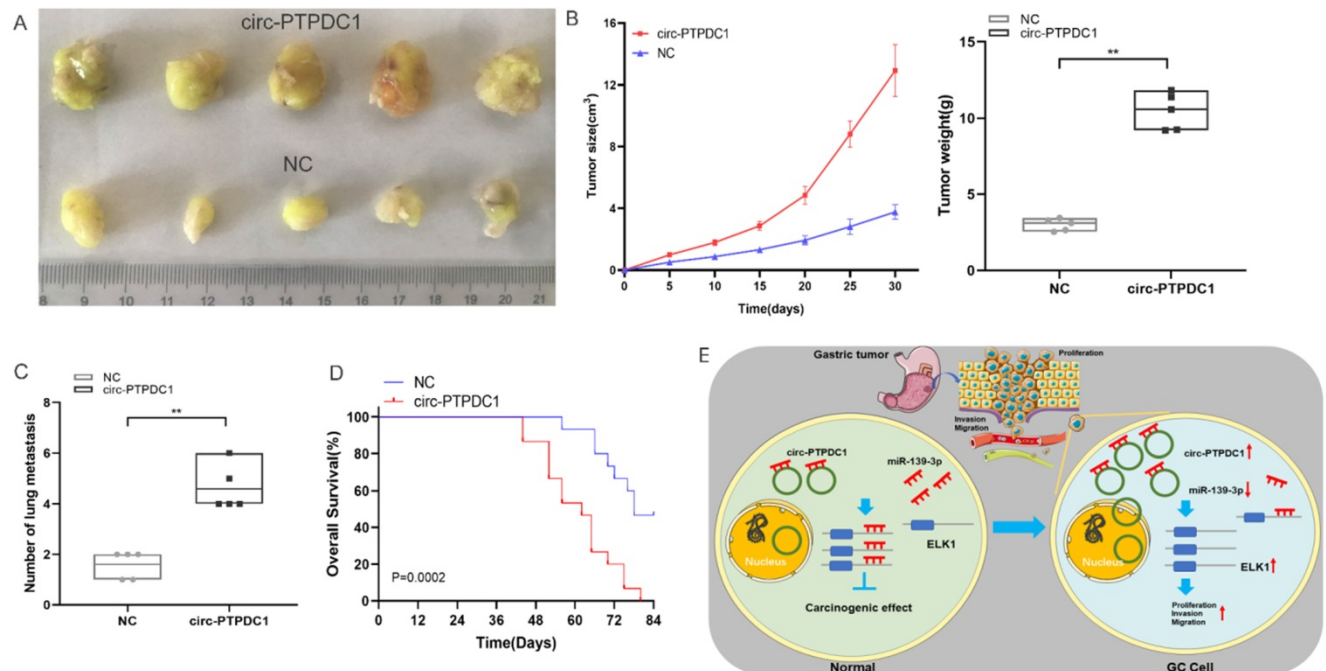 A
circ-PTPDC1
NC
8 9 10 11 12 13 14 15 16 17 18 19 20 21
B
circ-PTPDC1
NC
Tumor size(cm³)
16
12
8
4
0
0 5 10 15 20 25 30
Time(days)
NC
circ-PTPDC1
**
Tumor weight(g)
15
10
5
0
NC circ-PTPDC1
C
NC
circ-PTPDC1
**
Number of lung metastasis
8
6
4
2
0
NC circ-PTPDC1
D
NC
circ-PTPDC1
Overall Survival(%)
100
80
60
40
20
0
P=0.0002
0 12 24 36 48 60 72 84
Time(Days)
E
Gastric tumor
Proliferation
Invasion
Migration
circ-PTPDC1
miR-139-3p
ELK1
Nucleus
Carcinogenic effect
Normal
circ-PTPDC1
miR-139-3p
Nucleus
ELK1
Proliferation
Invasion
Migration
GC Cell